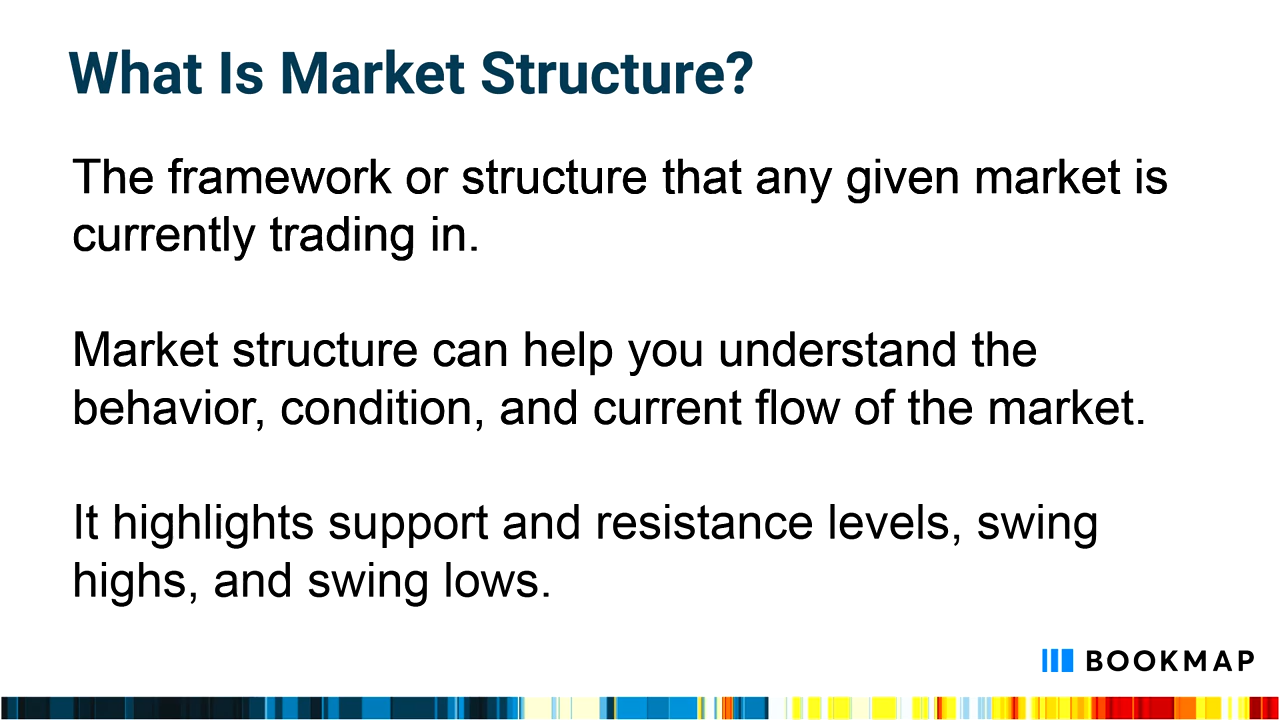 What Is Market Structure?
The framework or structure that any given market is
currently trading in.
Market structure can help you understand the
behavior, condition, and current flow of the market.
It highlights support and resistance levels, swing
highs, and swing lows.
BOOKMAP